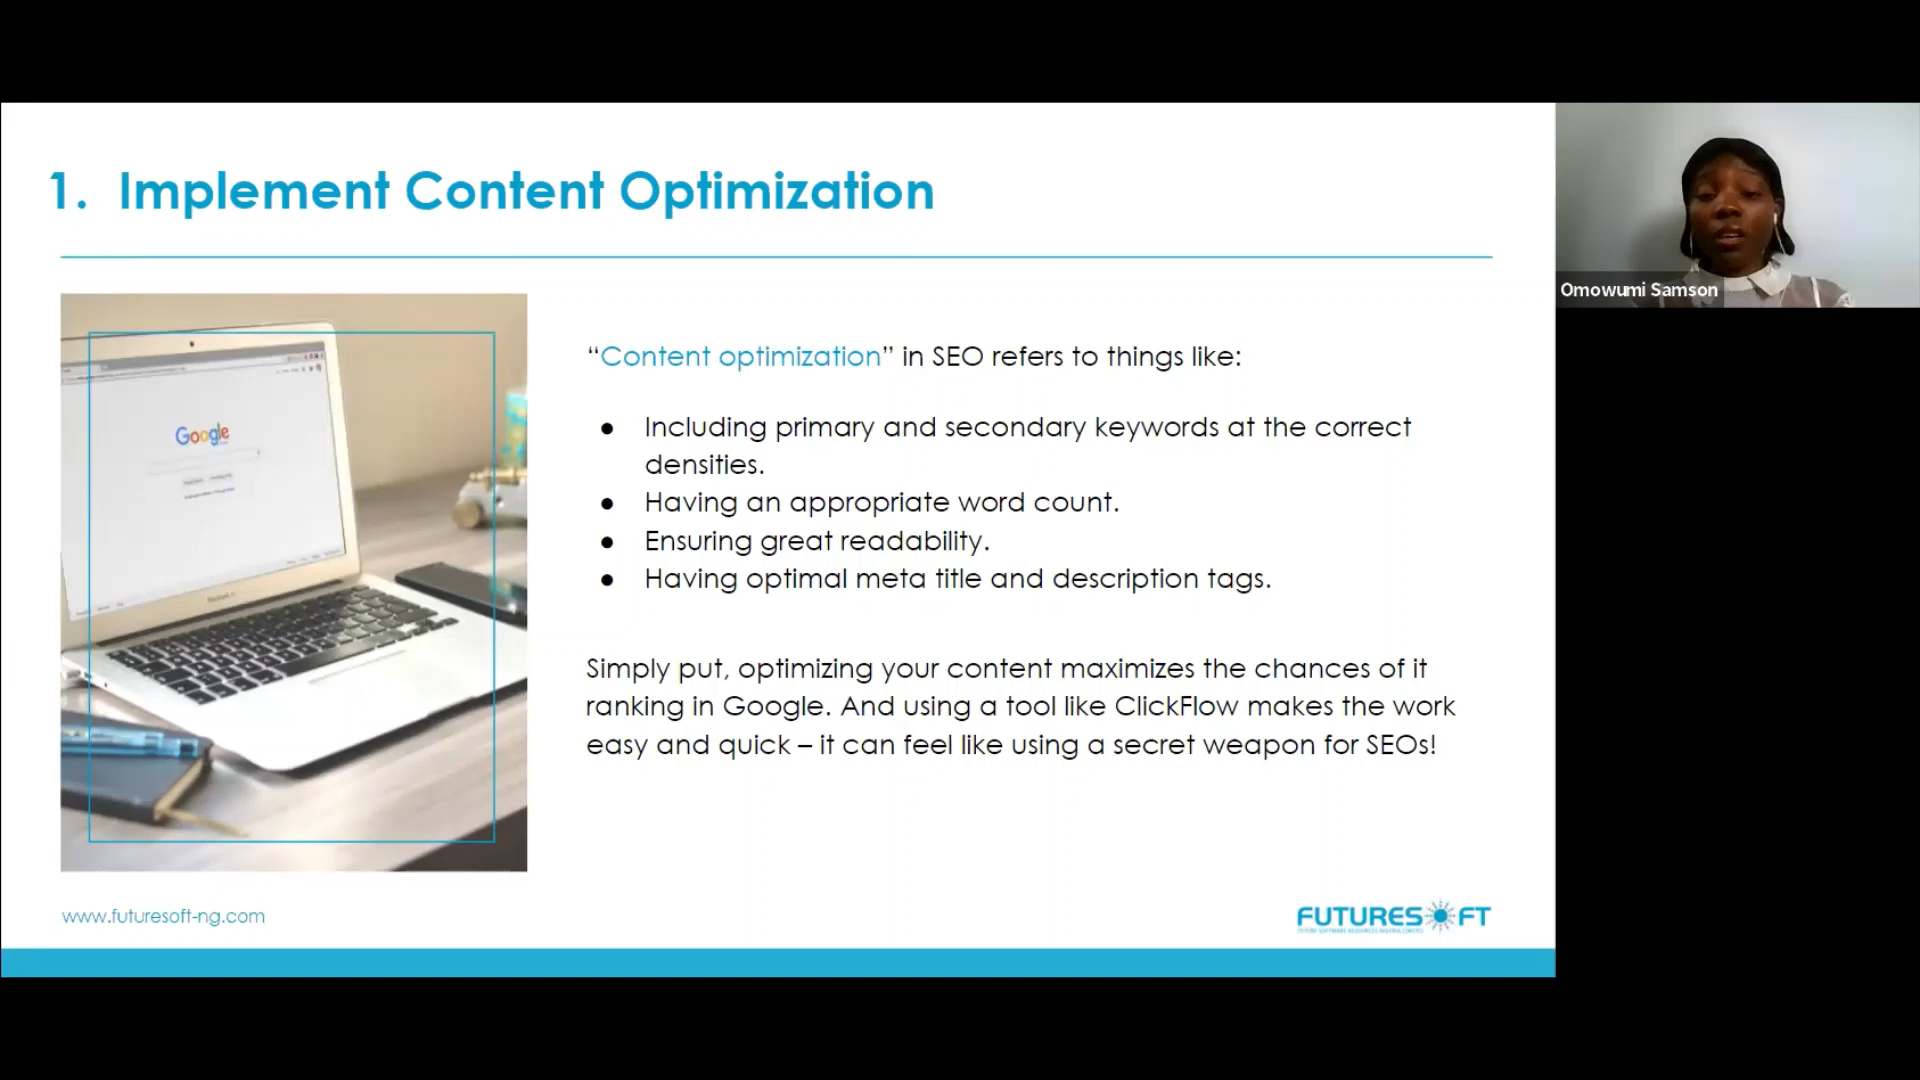 1. Implement Content Optimization
Omowumi Samson
Google
“Content optimization” in SEO refers to things like:
● Including primary and secondary keywords at the correct
densities.
● Having an appropriate word count.
● Ensuring great readability.
● Having optimal meta title and description tags.
Simply put, optimizing your content maximizes the chances of it
ranking in Google. And using a tool like ClickFlow makes the work
easy and quick – it can feel like using a secret weapon for SEOs!
www.futuresoft-ng.com
FUTURESOFT